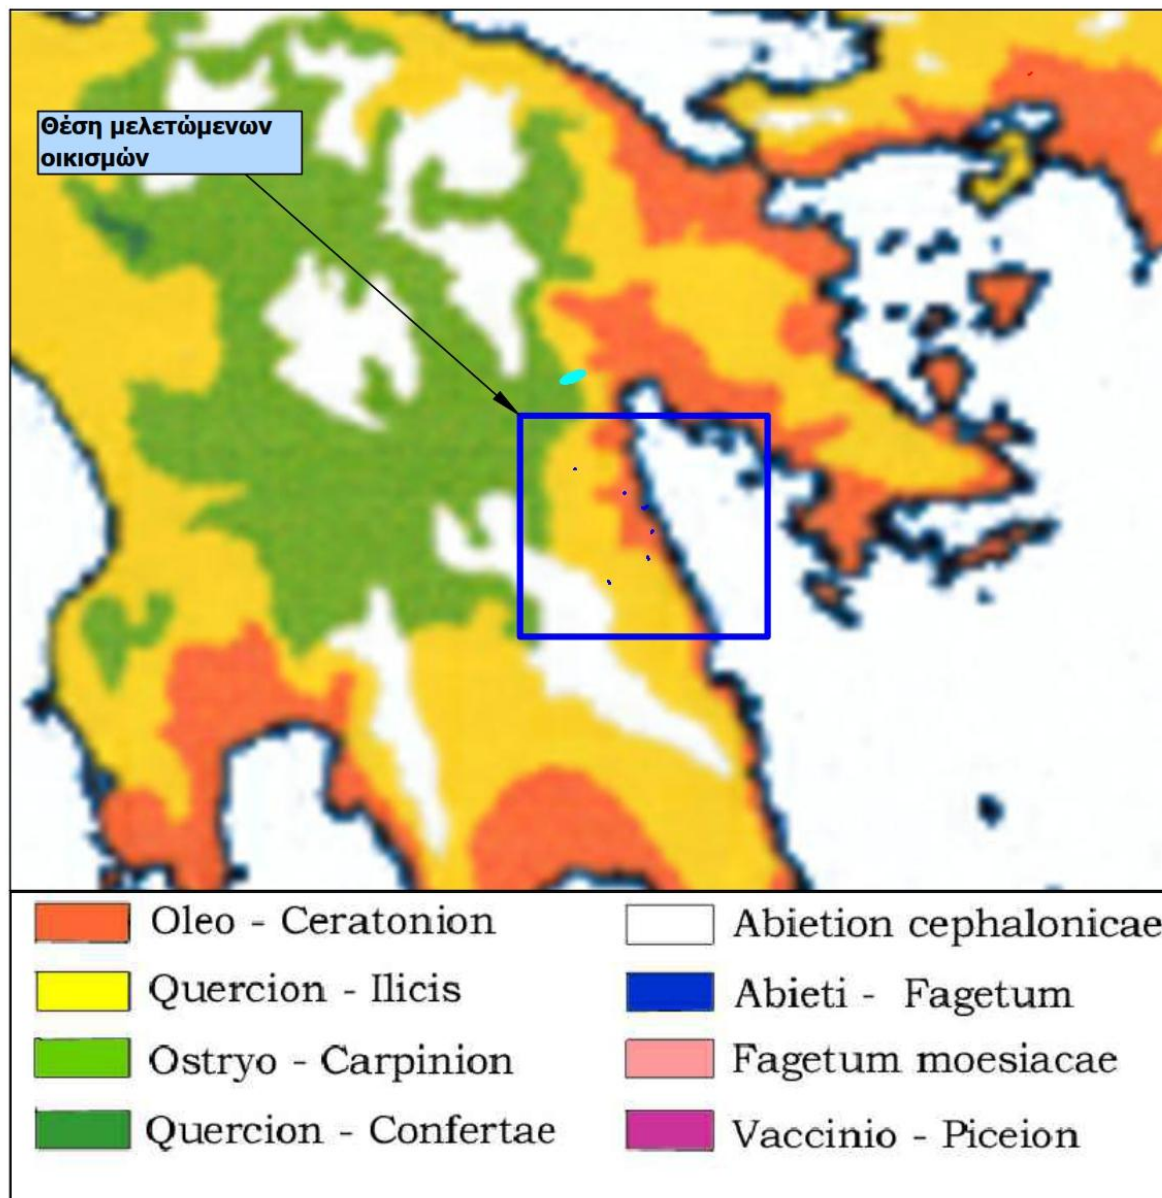 Θέση μελετώμενων
οικισμών
Oleo - Ceratonion
Quercion - Ilicis
Ostryo - Carpinion
Quercion - Confertae
Abietion cephalonicae
Abieti - Fagetum
Fagetum moesiacae
Vaccinio - Piceion